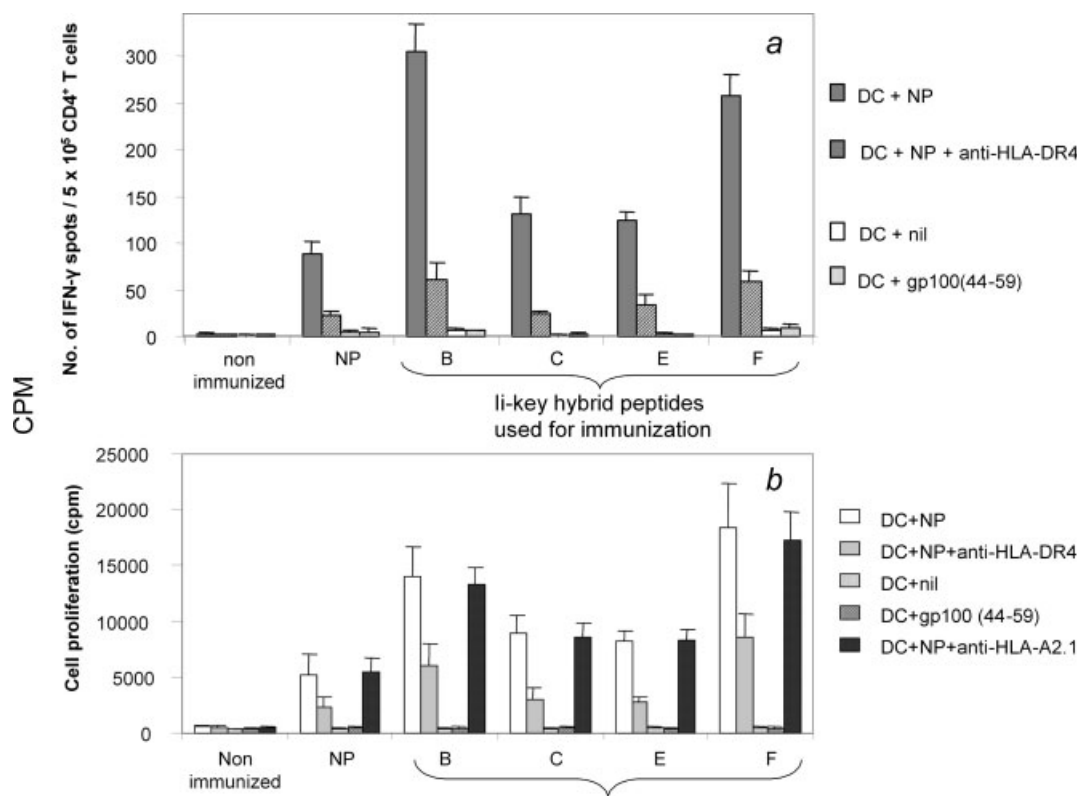 a
No. of IFN-γ spots / 5 x 10⁵ CD4⁺ T cells
300
250
200
150
100
50
0
non
immunized
NP
B
C
E
F
Ii-key hybrid peptides
used for immunization
DC + NP
DC + NP + anti-HLA-DR4
DC + nil
DC + gp100(44-59)
CPM
b
Cell proliferation (cpm)
25000
20000
15000
10000
5000
0
Non
immunized
NP
B
C
E
F
DC+NP
DC+NP+anti-HLA-DR4
DC+nil
DC+gp100 (44-59)
DC+NP+anti-HLA-A2.1